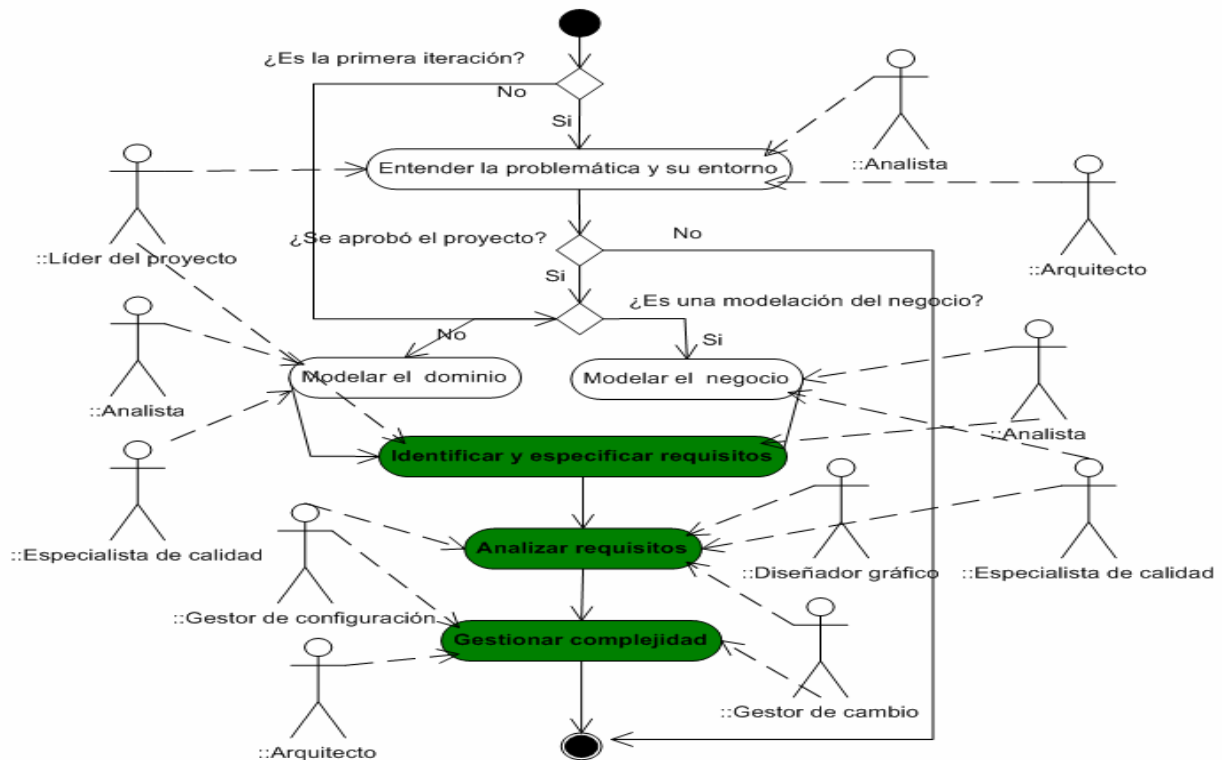 ¿Es la primera iteración?
No
Si
Entender la problemática y su entorno
::Analista
::Líder del proyecto
¿Se aprobó el proyecto?
No
::Arquitecto
Si
¿Es una modelación del negocio?
No
Si
Modelar el dominio
Modelar el negocio
::Analista
::Analista
Identificar y especificar requisitos
::Especialista de calidad
Analizar requisitos
::Diseñador gráfico
::Especialista de calidad
::Gestor de configuración
Gestionar complejidad
::Gestor de cambio
::Arquitecto